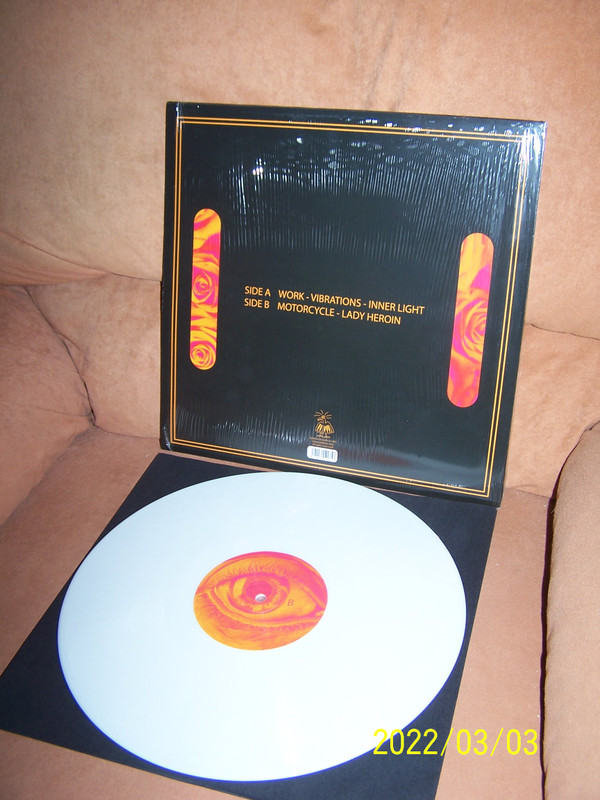 SIDE A WORK - VIBRATIONS - INNER LIGHT
SIDE B MOTORCYCLE - LADY HEROIN
B
2022/03/03